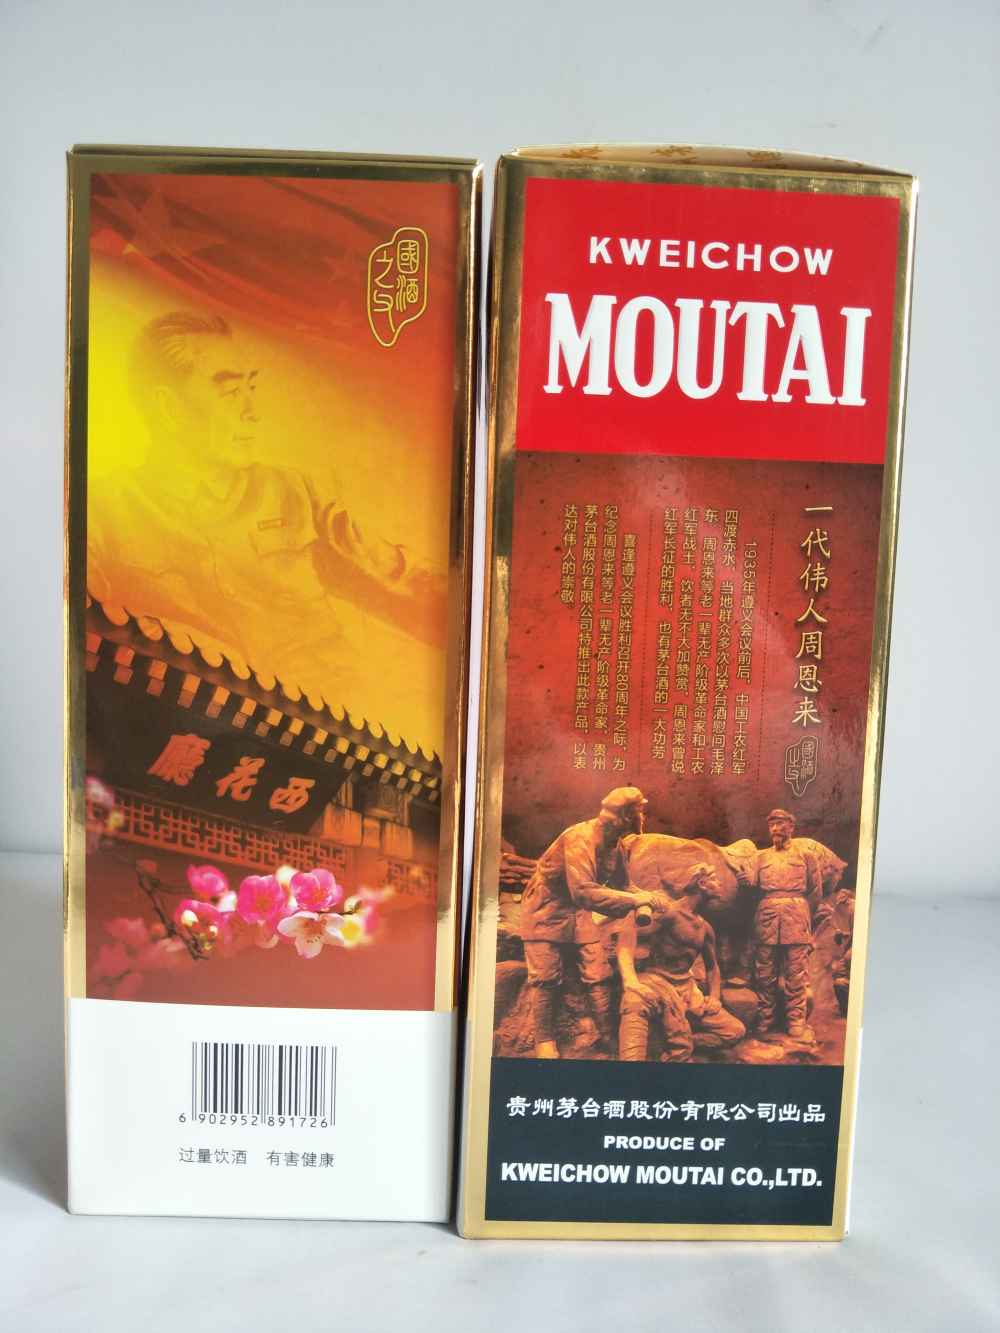 國酒
之父
西花廳
6 902952 891726
过量饮酒 有害健康
KWEICHOW
MOUTAI
一代伟人周恩来
國酒
之父
1935年遵义会议前后，中国工农红军
四渡赤水，当地群众多次以茅台酒慰问毛泽
东、周恩来等老一辈无产阶级革命家和工农
红军战士，饮者无不大加赞赏，周恩来曾说
红军长征的胜利，也有茅台酒的一大功劳
喜逢遵义会议胜利召开80周年之际，为
纪念周恩来等老一辈无产阶级革命家，贵州
茅台酒股份有限公司特推出此款产品，以表
达对伟人的崇敬
贵州茅台酒股份有限公司出品
PRODUCE OF
KWEICHOW MOUTAI CO.,LTD.